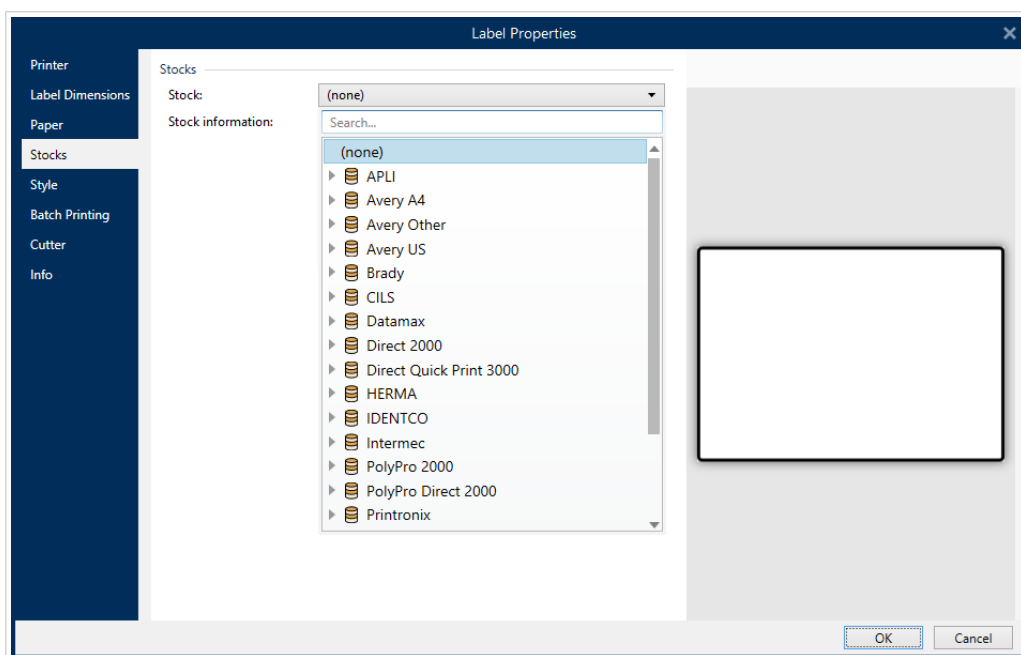 Label Properties
Printer
Label Dimensions
Paper
Stocks
Style
Batch Printing
Cutter
Info
Stocks
Stock: (none)
Stock information: Search...
(none)
APLI
Avery A4
Avery Other
Avery US
Brady
CILS
Datamax
Direct 2000
Direct Quick Print 3000
HERMA
IDENTCO
Intermec
PolyPro 2000
PolyPro Direct 2000
Printronix
OK Cancel